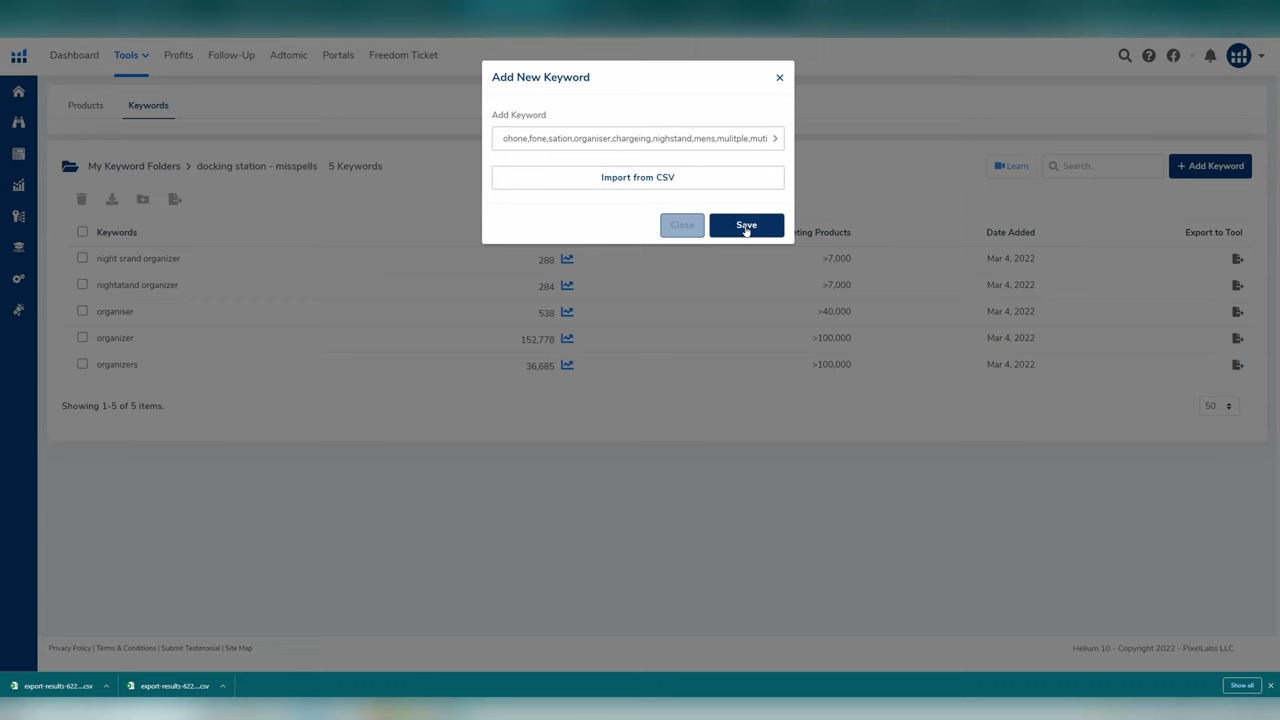 Dashboard Tools Profits Follow-Up Adtomic Portals Freedom Ticket
Add New Keyword
Products Keywords
Add Keyword
ohone,fone,sation,organiser,chargeing,nighstand,mens,mulitple,muti
My Keyword Folders > docking station - misspells 5 Keywords
Learn Search... + Add Keyword
Import from CSV
Close Save
Keywords ting Products Date Added Export to Tool
night srand organizer 288 >7,000 Mar 4, 2022
nightatand organizer 284 >7,000 Mar 4, 2022
organiser 538 >40,000 Mar 4, 2022
organizer 152,778 >100,000 Mar 4, 2022
organizers 36,685 >100,000 Mar 4, 2022
Showing 1-5 of 5 items. 50
Privacy Policy | Terms & Conditions | Submit Testimonial | Site Map Helium 10 - Copyright 2022 - PixelLabs LLC
export-results-622....csv export-results-622....csv Show all